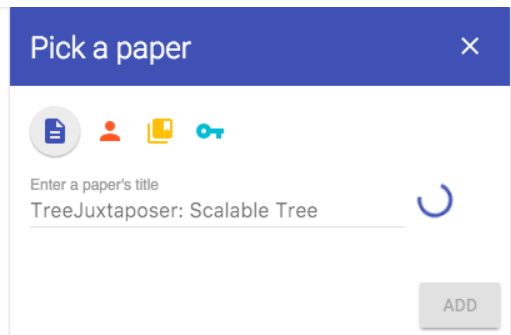 Pick a paper
Enter a paper's title
TreeJuxtaposer: Scalable Tree
ADD